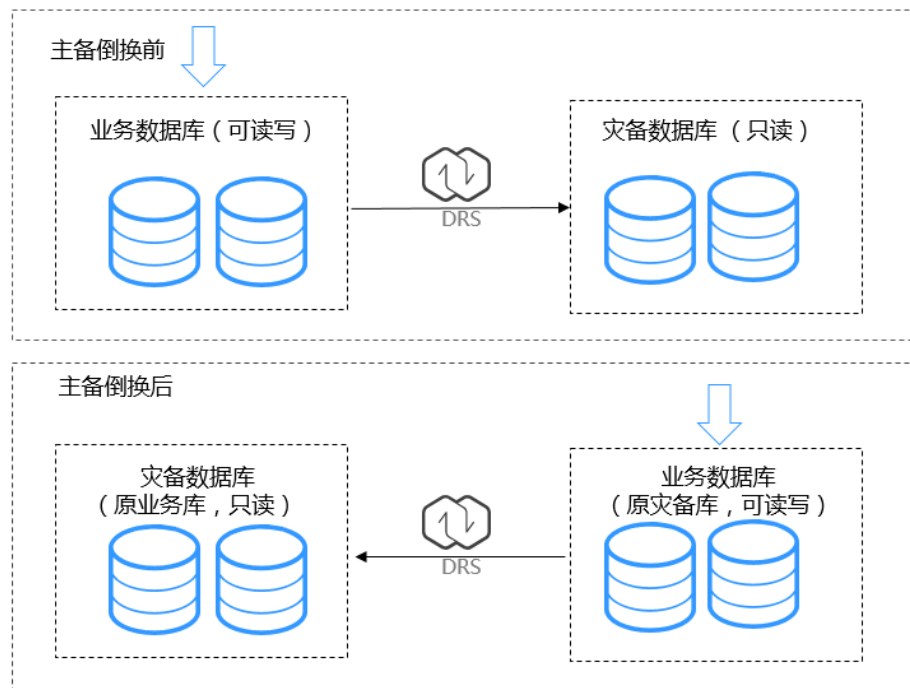 主备倒换前
业务数据库（可读写）
灾备数据库 （只读）
DRS
主备倒换后
灾备数据库
（原业务库，只读）
业务数据库
（原灾备库，可读写）
DRS